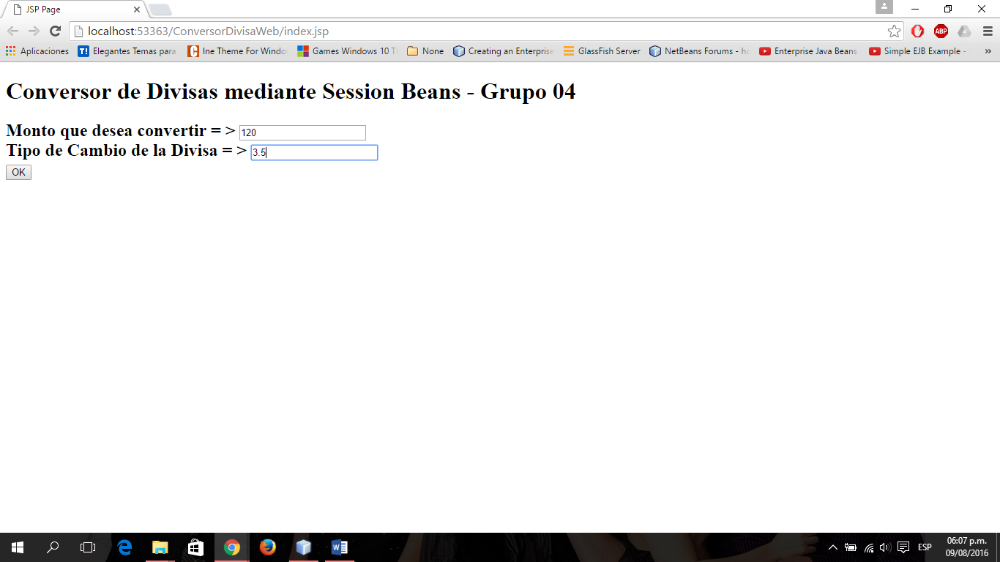 JSP Page
localhost:53363/ConversorDivisaWeb/index.jsp
ABP
Aplicaciones T! Elegantes Temas para Ine Theme For Windo Games Windows 10 T None Creating an Enterprise GlassFish Server NetBeans Forums - ho Enterprise Java Beans Simple EJB Example - »
Conversor de Divisas mediante Session Beans - Grupo 04
Monto que desea convertir = > 120
Tipo de Cambio de la Divisa = > 3.5
OK
ESP
06:07 p.m.
09/08/2016